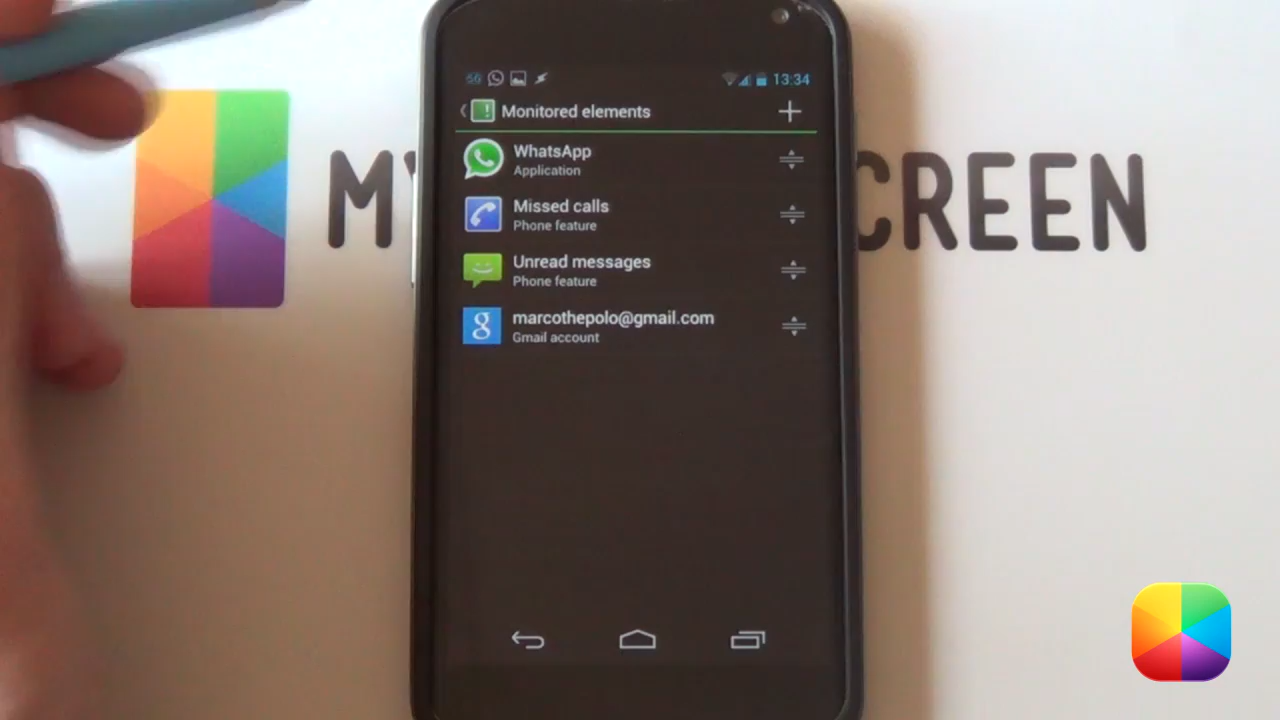 13:34
Monitored elements
WhatsApp
Application
Missed calls
Phone feature
Unread messages
Phone feature
marcothepolo@gmail.com
Gmail account
MY CREEN